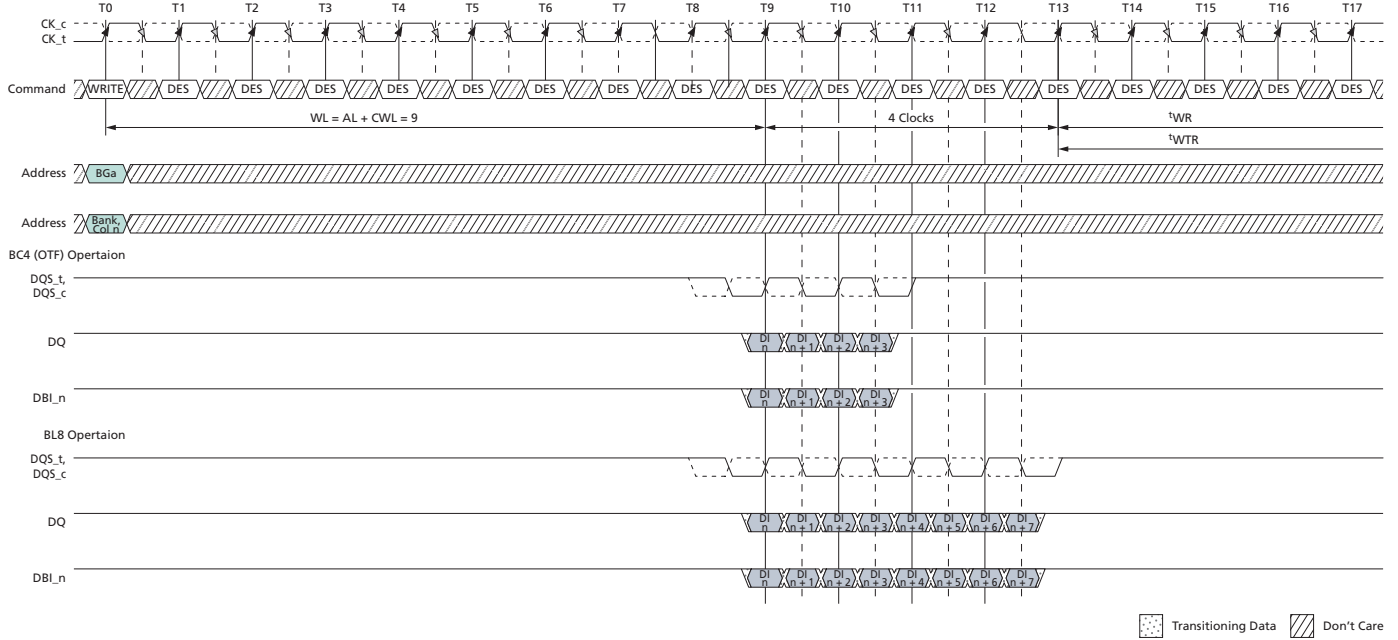 T0 T1 T2 T3 T4 T5 T6 T7 T8 T9 T10 T11 T12 T13 T14 T15 T16 T17
CK_c
CK_t
Command WRITE DES DES DES DES DES DES DES DES DES DES DES DES DES DES DES DES DES
WL = AL + CWL = 9 4 Clocks tWR
tWTR
Address BGa
Address Bank, Col n
BC4 (OTF) Opertaion
DQS_t,
DQS_c
DQ DI n DI n + 1 DI n + 2 DI n + 3
DBI_n DI n DI n + 1 DI n + 2 DI n + 3
BL8 Opertaion
DQS_t,
DQS_c
DQ DI n DI n + 1 DI n + 2 DI n + 3 DI n + 4 DI n + 5 DI n + 6 DI n + 7
DBI_n DI n DI n + 1 DI n + 2 DI n + 3 DI n + 4 DI n + 5 DI n + 6 DI n + 7
Transitioning Data Don't Care